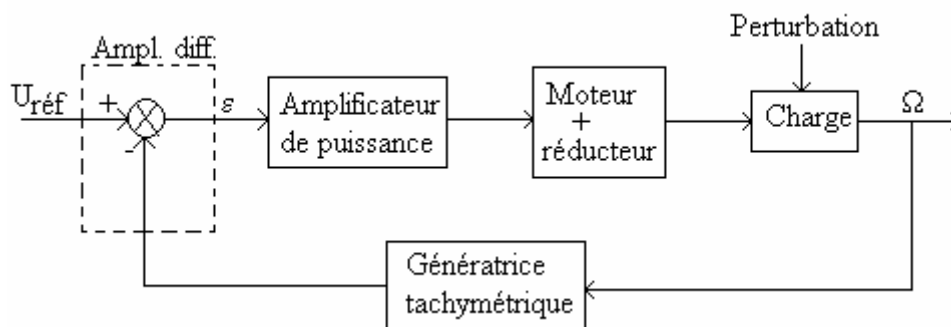 Ampl. diff.
Perturbation
Uréf
+
-
ε
Amplificateur
de puissance
Moteur
+
réducteur
Charge
Ω
Génératrice
tachymétrique